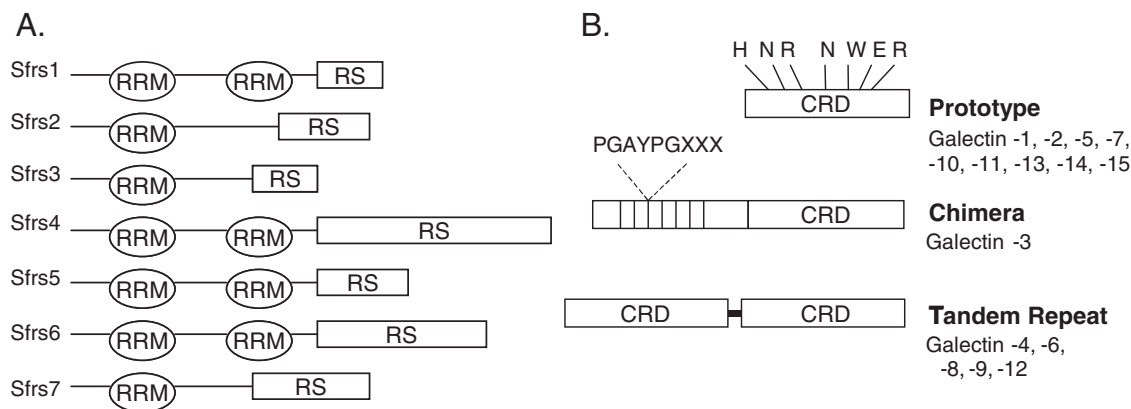 A.
Sfrs1 RRM RRM RS
Sfrs2 RRM RS
Sfrs3 RRM RS
Sfrs4 RRM RRM RS
Sfrs5 RRM RRM RS
Sfrs6 RRM RRM RS
Sfrs7 RRM RS
B.
H N R N W E R
CRD
Prototype
Galectin -1, -2, -5, -7,
-10, -11, -13, -14, -15
PGAYPGXXX
CRD
Chimera
Galectin -3
CRD CRD
Tandem Repeat
Galectin -4, -6,
-8, -9, -12